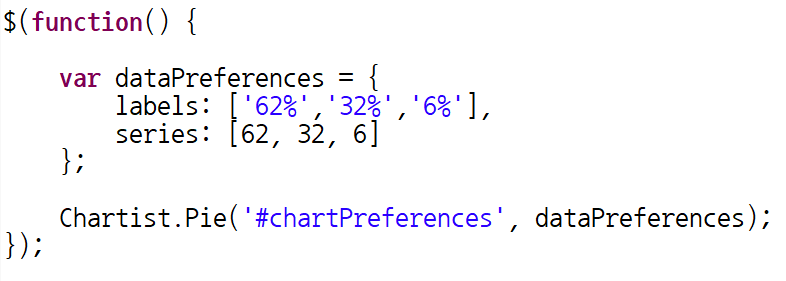 $(function() {
var dataPreferences = {
labels: ['62%','32%','6%'],
series: [62, 32, 6]
};
Chartist.Pie('#chartPreferences', dataPreferences);
});